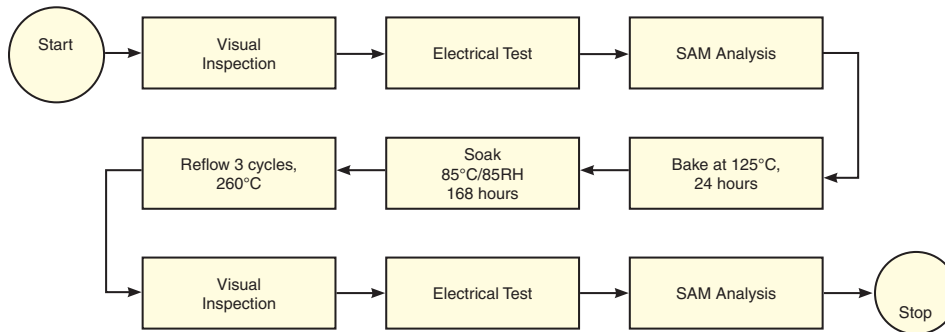 Start
Visual
Inspection
Electrical Test
SAM Analysis
Reflow 3 cycles,
260°C
Soak
85°C/85RH
168 hours
Bake at 125°C,
24 hours
Visual
Inspection
Electrical Test
SAM Analysis
Stop